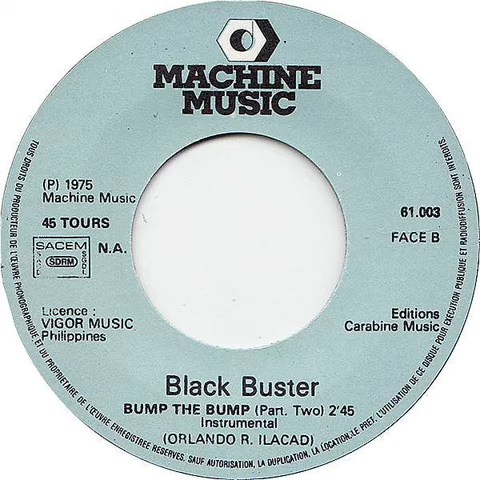 MACHINE
MUSIC
(P) 1975
Machine Music
45 TOURS
SACEM
SDRM
N.A.
61.003
FACE B
Licence :
VIGOR MUSIC
Philippines
Editions
Carabine Music
Black Buster
BUMP THE BUMP (Part. Two) 2'45
Instrumental
(ORLANDO R. ILACAD)
TOUS DROITS DU PRODUCTEUR DE L'ŒUVRE PHONOGRAPHIQUE ET DU PROPRIETAIRE DE L'ŒUVRE ENREGISTREE RESERVES. SAUF AUTORISATION, LA DUPLICATION, LA LOCATION, LE PRET, L'UTILISATION DE CE DISQUE POUR EXECUTION PUBLIQUE ET RADIODIFFUSION SONT INTERDITS.